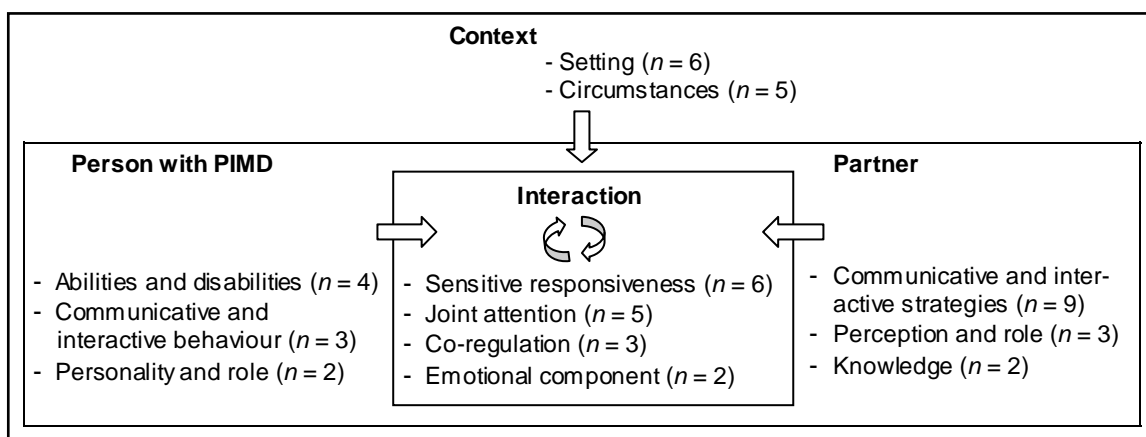 Context
- Setting (n = 6)
- Circumstances (n = 5)
Person with PIMD
- Abilities and disabilities (n = 4)
- Communicative and
interactive behaviour (n = 3)
- Personality and role (n = 2)
Interaction
- Sensitive responsiveness (n = 6)
- Joint attention (n = 5)
- Co-regulation (n = 3)
- Emotional component (n = 2)
Partner
- Communicative and inter-
active strategies (n = 9)
- Perception and role (n = 3)
- Knowledge (n = 2)